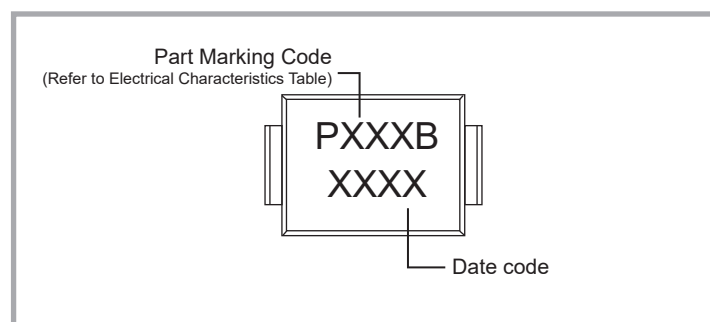 Part Marking Code
(Refer to Electrical Characteristics Table)
PXXXB
XXXX
Date code